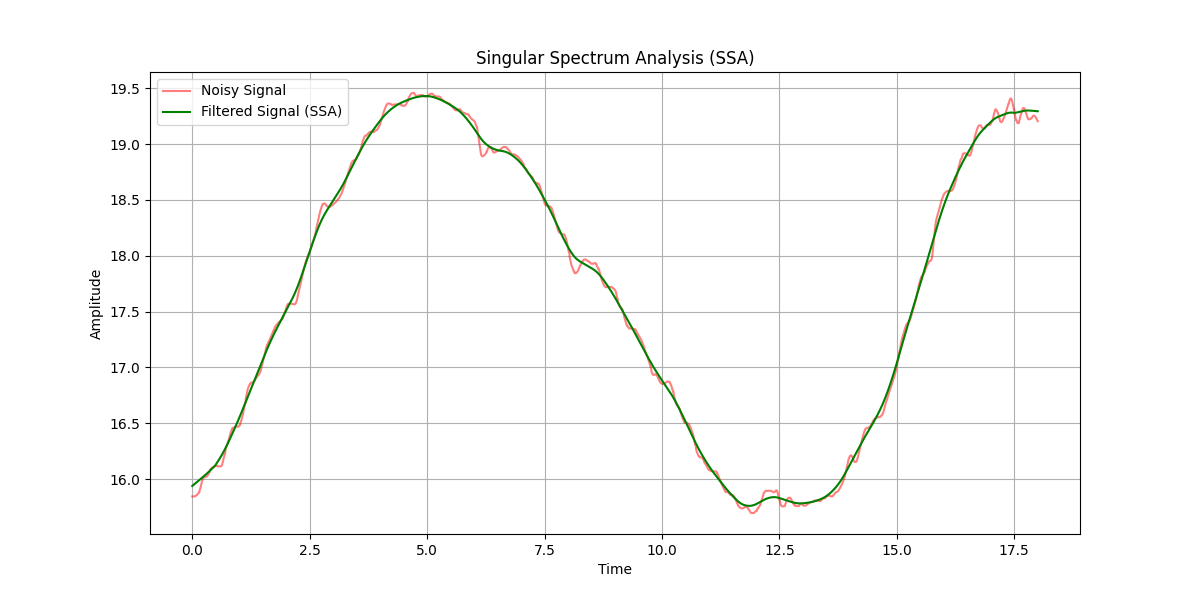 Singular Spectrum Analysis (SSA)
Noisy Signal
Filtered Signal (SSA)
Amplitude
19.5
19.0
18.5
18.0
17.5
17.0
16.5
16.0
0.0 2.5 5.0 7.5 10.0 12.5 15.0 17.5
Time